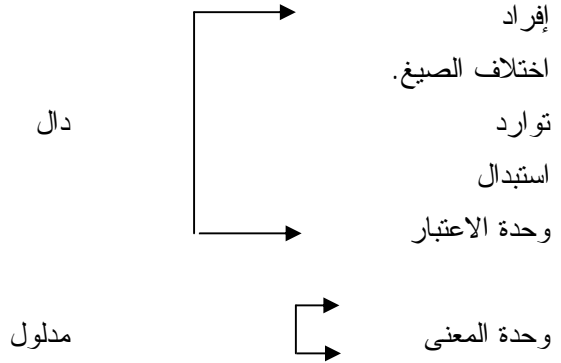 إفراد
اختلاف الصيغ.
توارد دال
استبدال
وحدة الاعتبار
وحدة المعنى مدلول